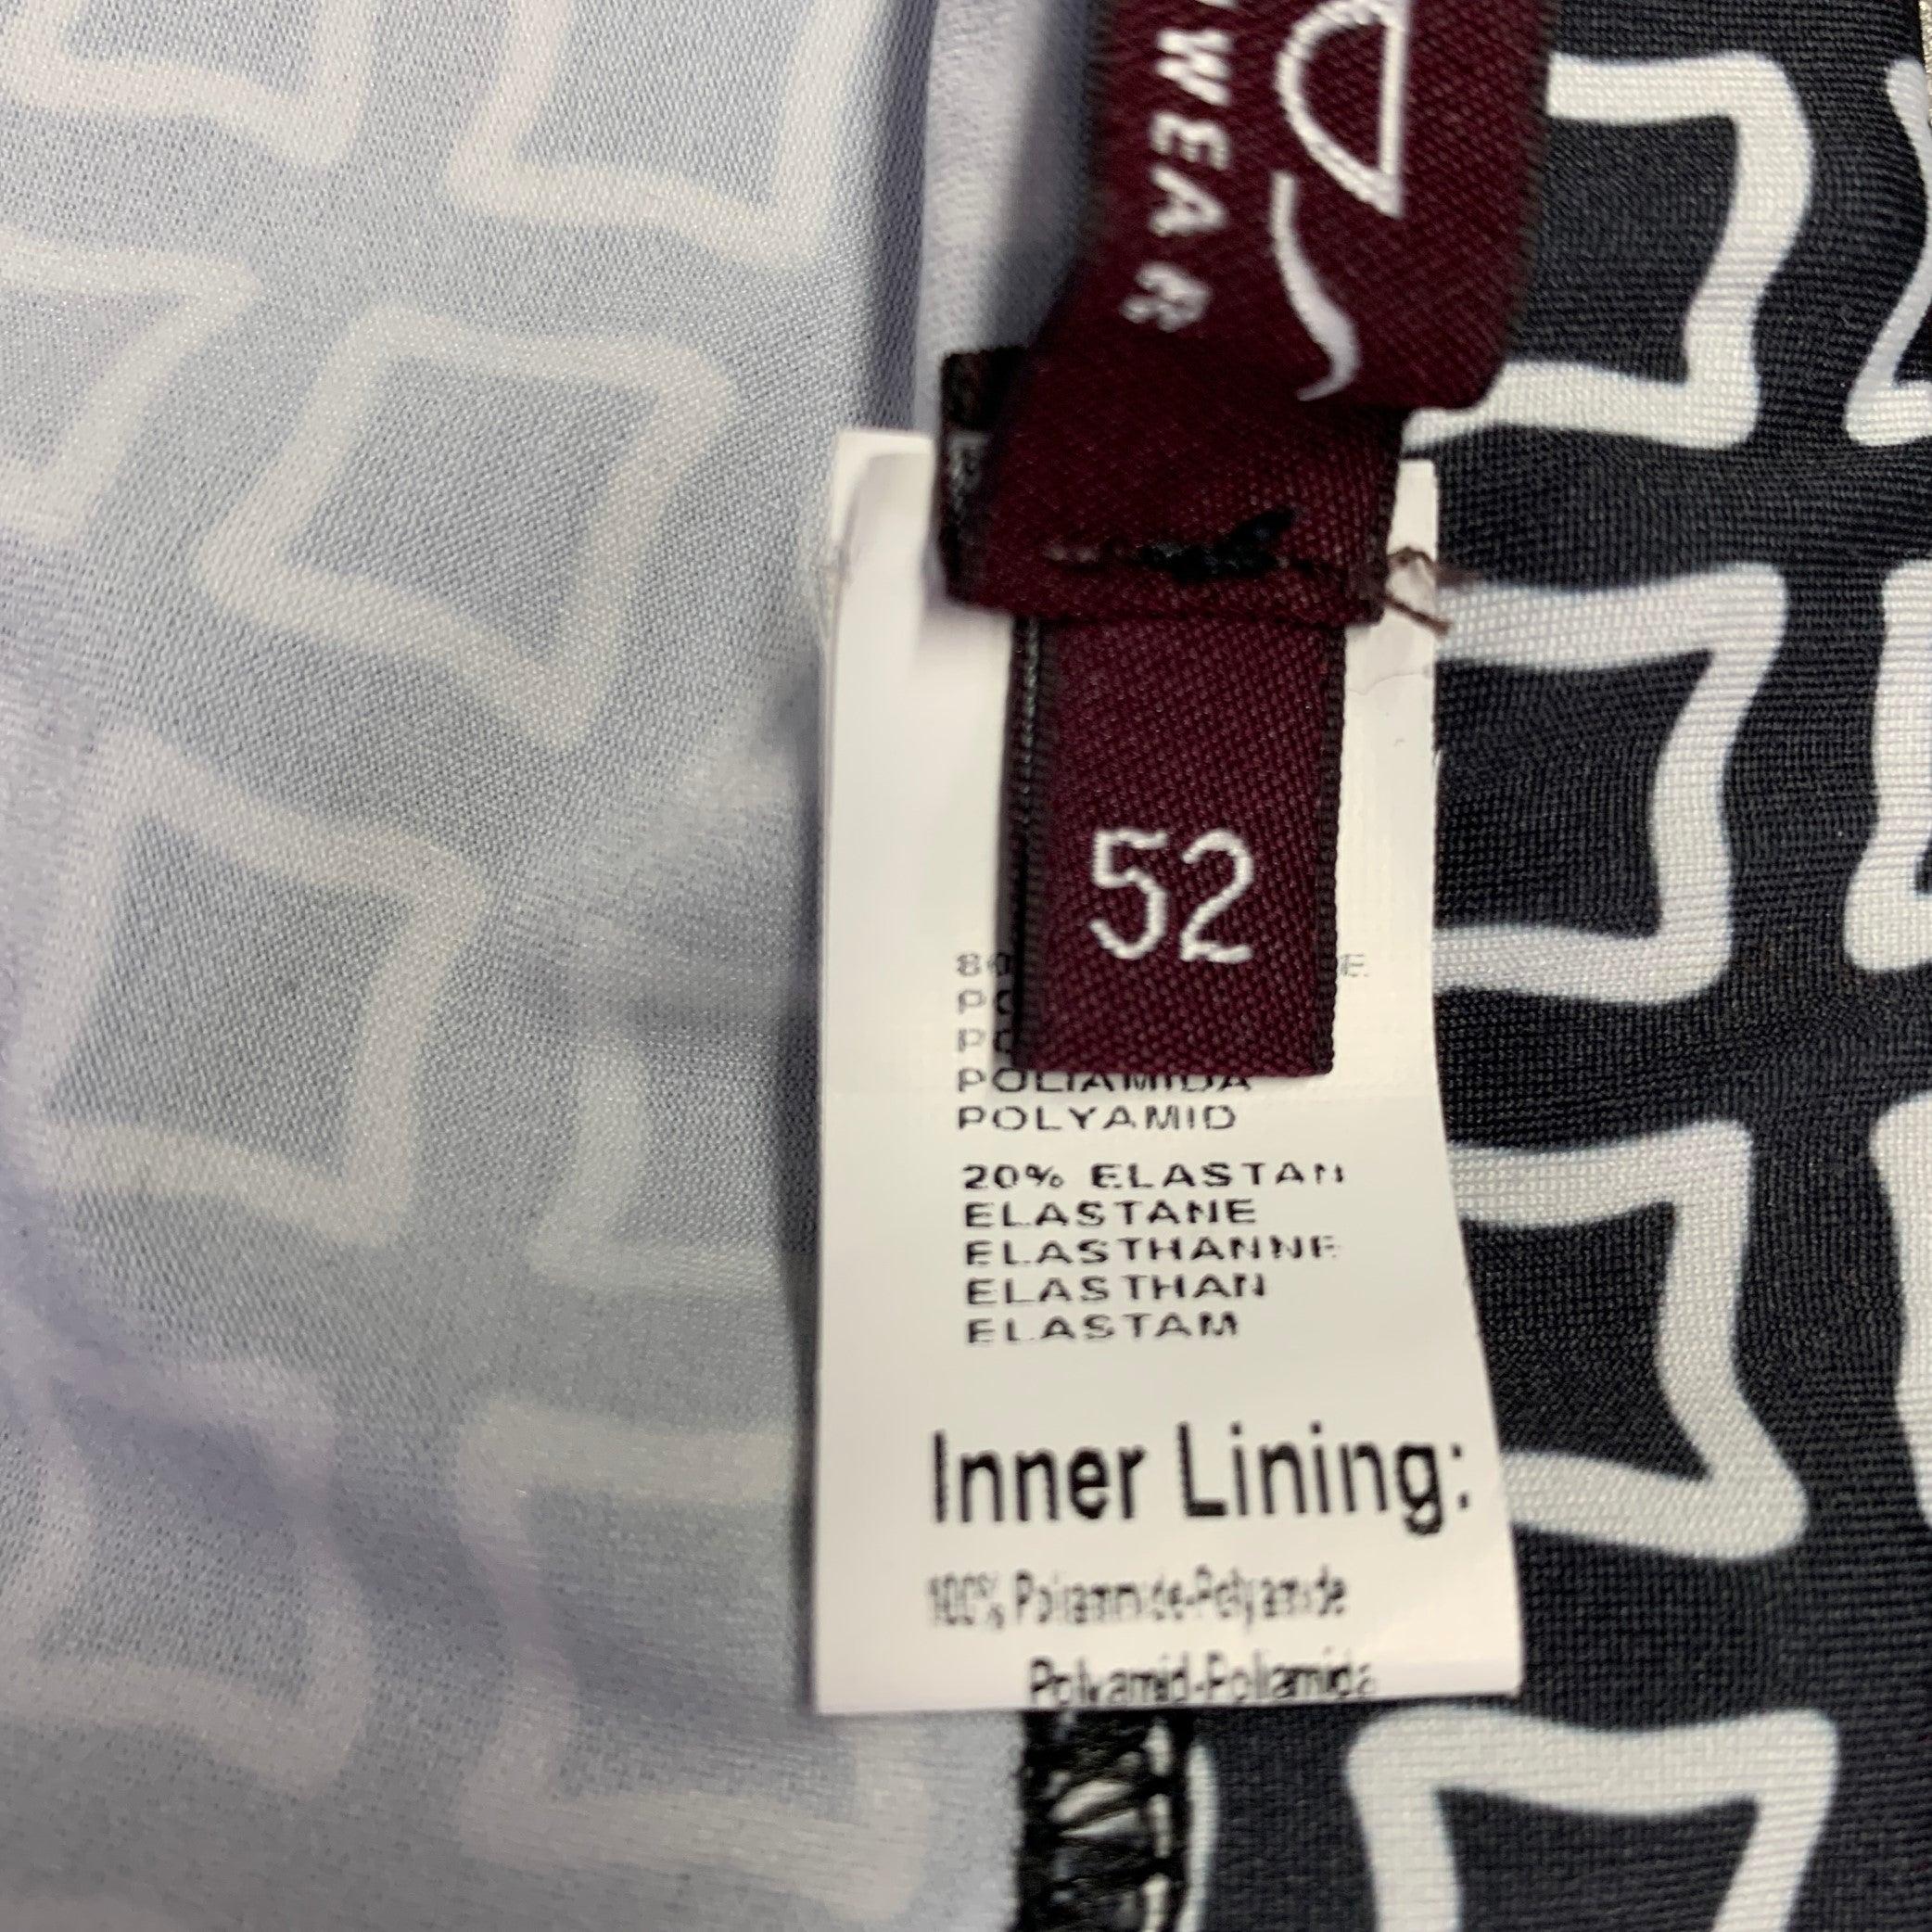 WEAR
52
POLIAMIDA
POLYAMID
20% ELASTAN
ELASTANE
ELASTHANNE
ELASTHAN
ELASTAM
Inner Lining:
100% Poliammide-Polyamide
Polyamid-Poliamida